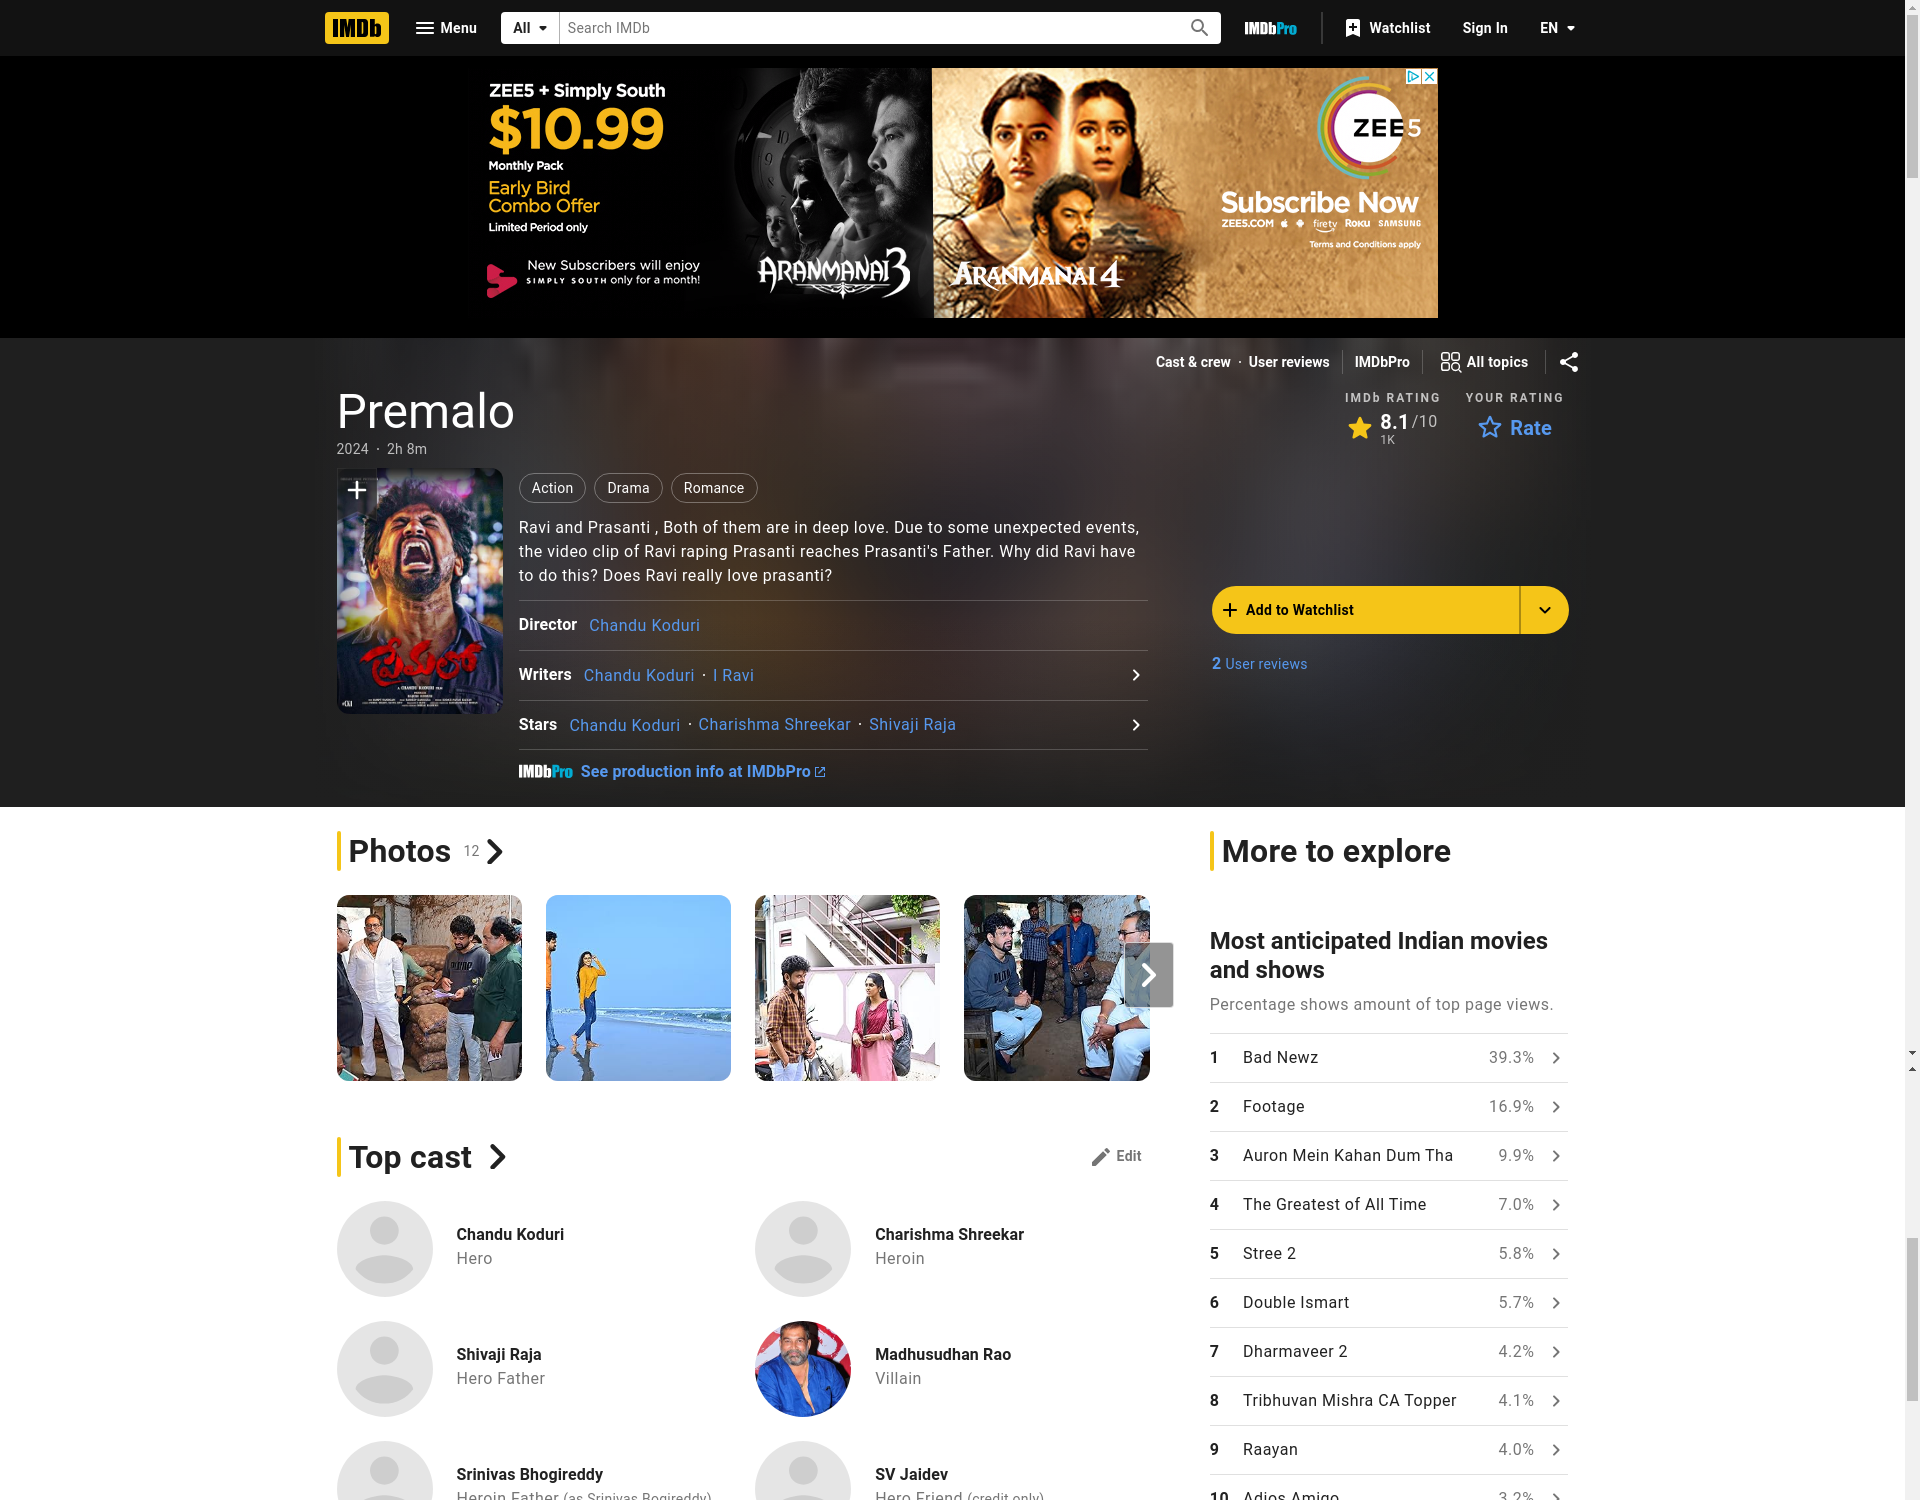 IMDb
Menu
All
Search IMDb
IMDbPro
Watchlist
Sign In
EN
ZEE5 + Simply South
$10.99
Monthly Pack
Early Bird
Combo Offer
Limited Period only
New Subscribers will enjoy
SIMPLY SOUTH only for a month!
ARANMANAI 3
ARANMANAI 4
ZEE5
Subscribe Now
ZEE5.COM firetv ROKU SAMSUNG
Terms and Conditions apply
Cast & crew · User reviews
IMDbPro
All topics
Premalo
2024 · 2h 8m
IMDb RATING
8.1/10
1K
YOUR RATING
Rate
ప్రేమలో
Action
Drama
Romance
Ravi and Prasanti , Both of them are in deep love. Due to some unexpected events,
the video clip of Ravi raping Prasanti reaches Prasanti's Father. Why did Ravi have
to do this? Does Ravi really love prasanti?
Director Chandu Koduri
Writers Chandu Koduri · I Ravi
Stars Chandu Koduri · Charishma Shreekar · Shivaji Raja
IMDbPro See production info at IMDbPro
Add to Watchlist
2 User reviews
Photos 12
Top cast
Edit
Chandu Koduri
Hero
Charishma Shreekar
Heroin
Shivaji Raja
Hero Father
Madhusudhan Rao
Villain
Srinivas Bhogireddy
Heroin Father (as Srinivas Bogireddy)
SV Jaidev
Hero Friend (credit only)
More to explore
Most anticipated Indian movies
and shows
Percentage shows amount of top page views.
1 Bad Newz 39.3%
2 Footage 16.9%
3 Auron Mein Kahan Dum Tha 9.9%
4 The Greatest of All Time 7.0%
5 Stree 2 5.8%
6 Double Ismart 5.7%
7 Dharmaveer 2 4.2%
8 Tribhuvan Mishra CA Topper 4.1%
9 Raayan 4.0%
10 Adios Amigo 3.2%